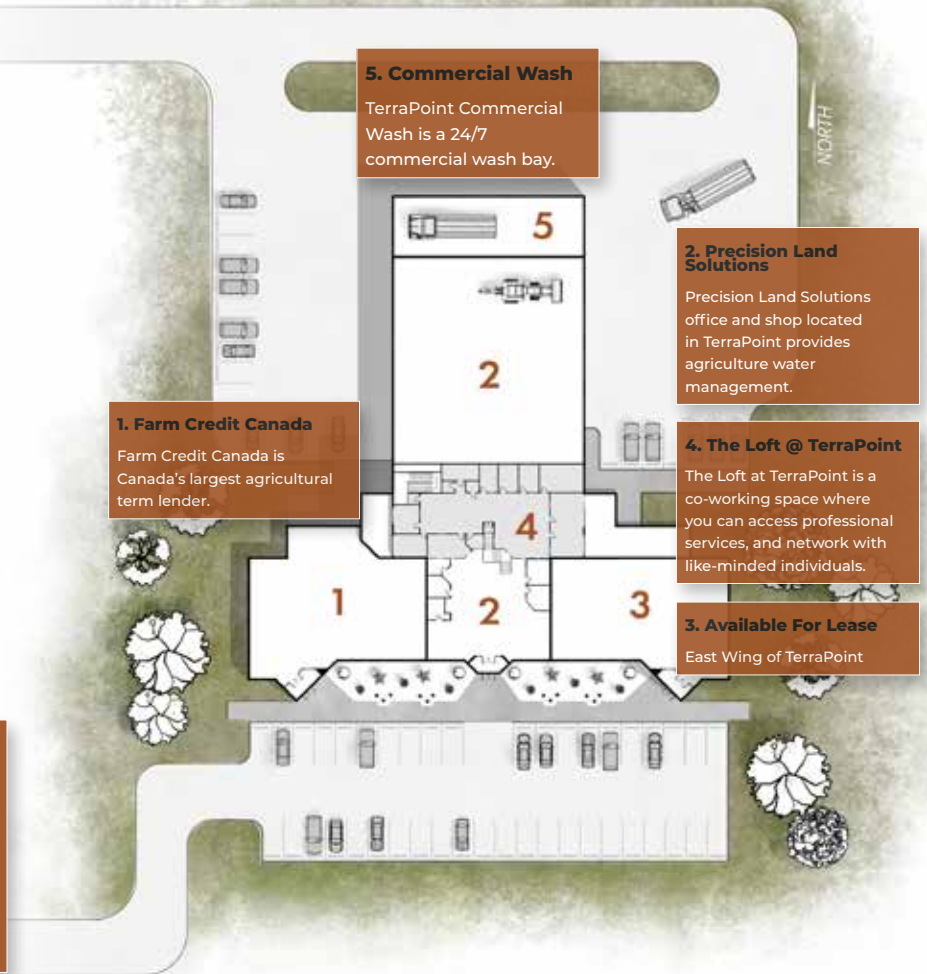 5. Commercial Wash
TerraPoint Commercial
Wash is a 24/7
commercial wash bay.
NORTH
5
2. Precision Land
Solutions
Precision Land Solutions
office and shop located
in TerraPoint provides
agriculture water
management.
2
1. Farm Credit Canada
Farm Credit Canada is
Canada's largest agricultural
term lender.
4. The Loft @ TerraPoint
The Loft at TerraPoint is a
co-working space where
you can access professional
services, and network with
like-minded individuals.
4
1
2
3
3. Available For Lease
East Wing of TerraPoint